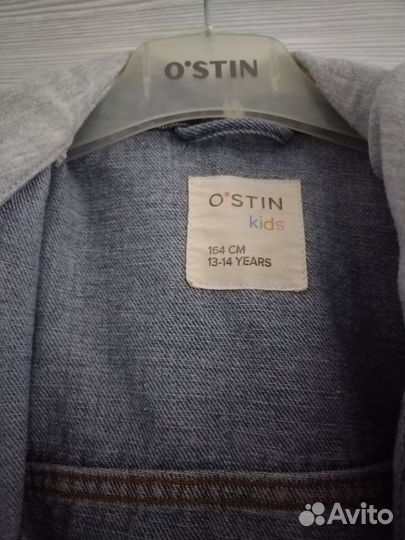 O'STIN
O'STIN
kids
164 CM
13-14 YEARS
Avito